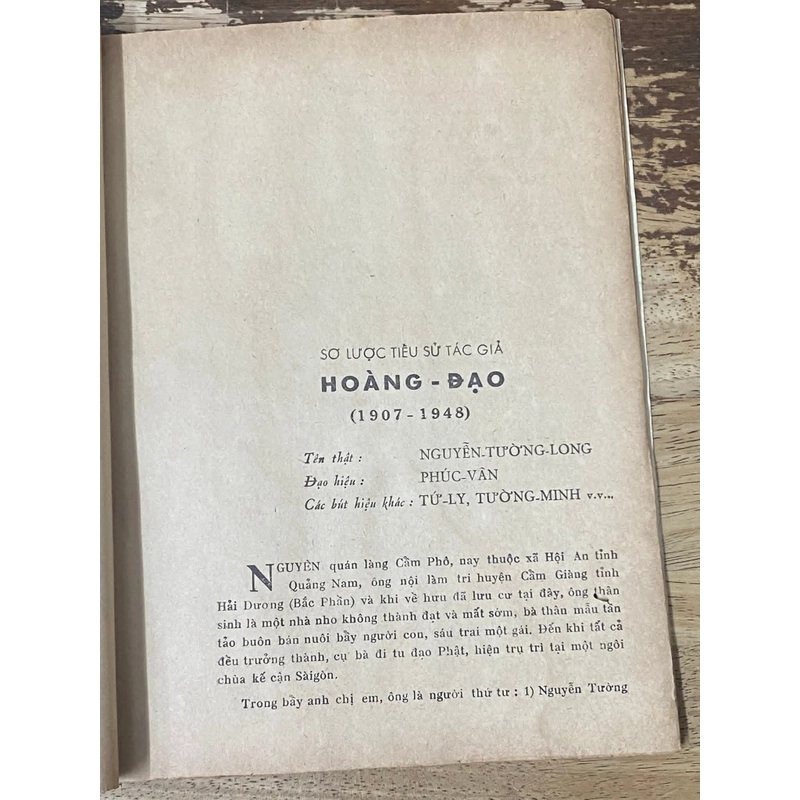 SƠ LƯỢC TIỂU SỬ TÁC GIẢ
HOÀNG - ĐẠO
(1907 - 1948)
Tên thật : NGUYỄN-TƯỜNG-LONG
Đạo hiệu : PHÚC-VÂN
Các bút hiệu khác : TỨ-LY, TƯỜNG-MINH v.v...
NGUYÊN quán làng Cẩm Phô, nay thuộc xã Hội An tỉnh
Quảng Nam, ông nội làm tri huyện Cẩm Giàng tỉnh
Hải Dương (Bắc Phần) và khi về hưu đã lưu cư tại đây, ông thân
sinh là một nhà nho không thành đạt và mất sớm, bà thân mẫu tần
tảo buôn bán nuôi bầy người con, sáu trai một gái. Đến khi tất cả
đều trưởng thành, cụ bà đi tu đạo Phật, hiện trụ trì tại một ngôi
chùa kế cận Sàigòn.
Trong bầy anh chị em, ông là người thứ tư : 1) Nguyễn Tường